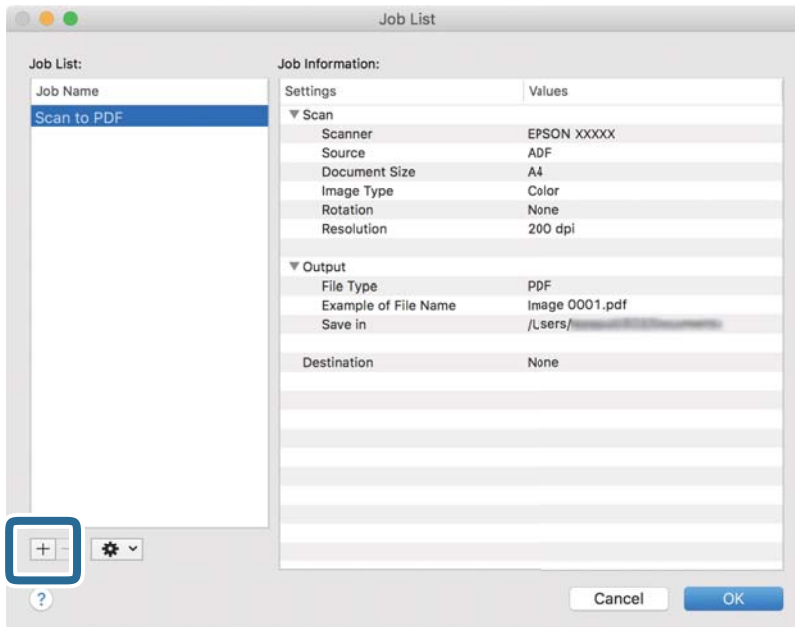 Job List
Job List:
Job Information:
Job Name
Settings Values
Scan to PDF
Scan
Scanner EPSON XXXXX
Source ADF
Document Size A4
Image Type Color
Rotation None
Resolution 200 dpi
Output
File Type PDF
Example of File Name Image 0001.pdf
Save in /Users/
Destination None
+ -
? Cancel OK